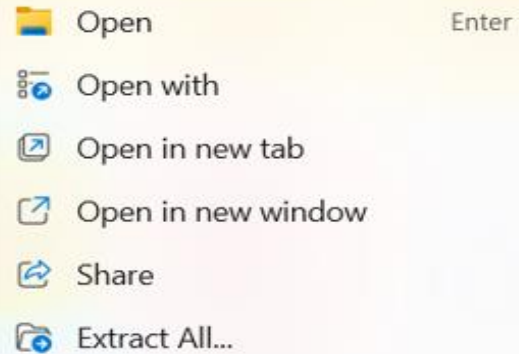 Open Enter
Open with
Open in new tab
Open in new window
Share
Extract All...